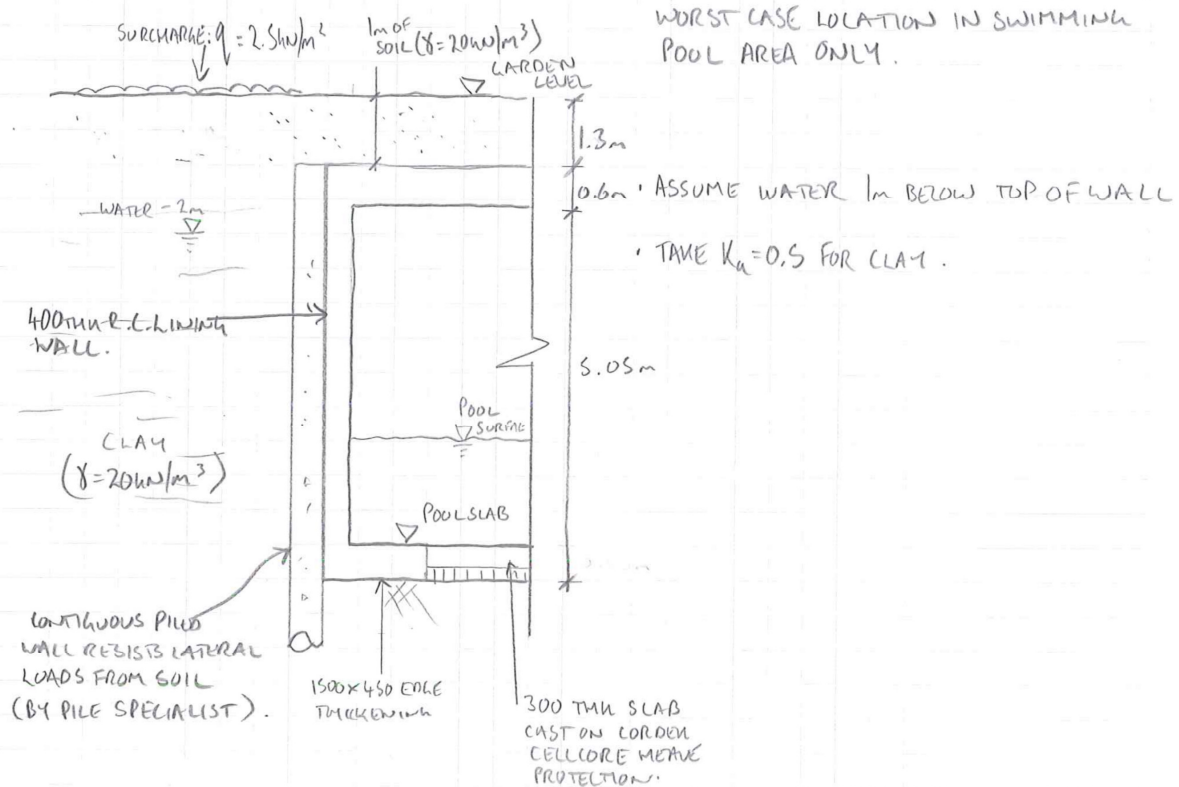 SURCHARGE: q = 2.5kN/m²
1m OF
SOIL (γ=20kN/m³)
GARDEN
LEVEL
WORST CASE LOCATION IN SWIMMING
POOL AREA ONLY.
1.3m
0.6m
· ASSUME WATER 1m BELOW TOP OF WALL
· TAKE Ka=0.5 FOR CLAY.
WATER - 2m
400THK R.C. LINING
WALL.
5.05m
POOL
SURFACE
CLAY
(γ=20kN/m³)
POOL SLAB
CONTIGUOUS PILED
WALL RESISTS LATERAL
LOADS FROM SOIL
(BY PILE SPECIALIST).
1500×450 EDGE
THICKENING
300 THK SLAB
CAST ON CORDEK
CELLCORE HEAVE
PROTECTION.